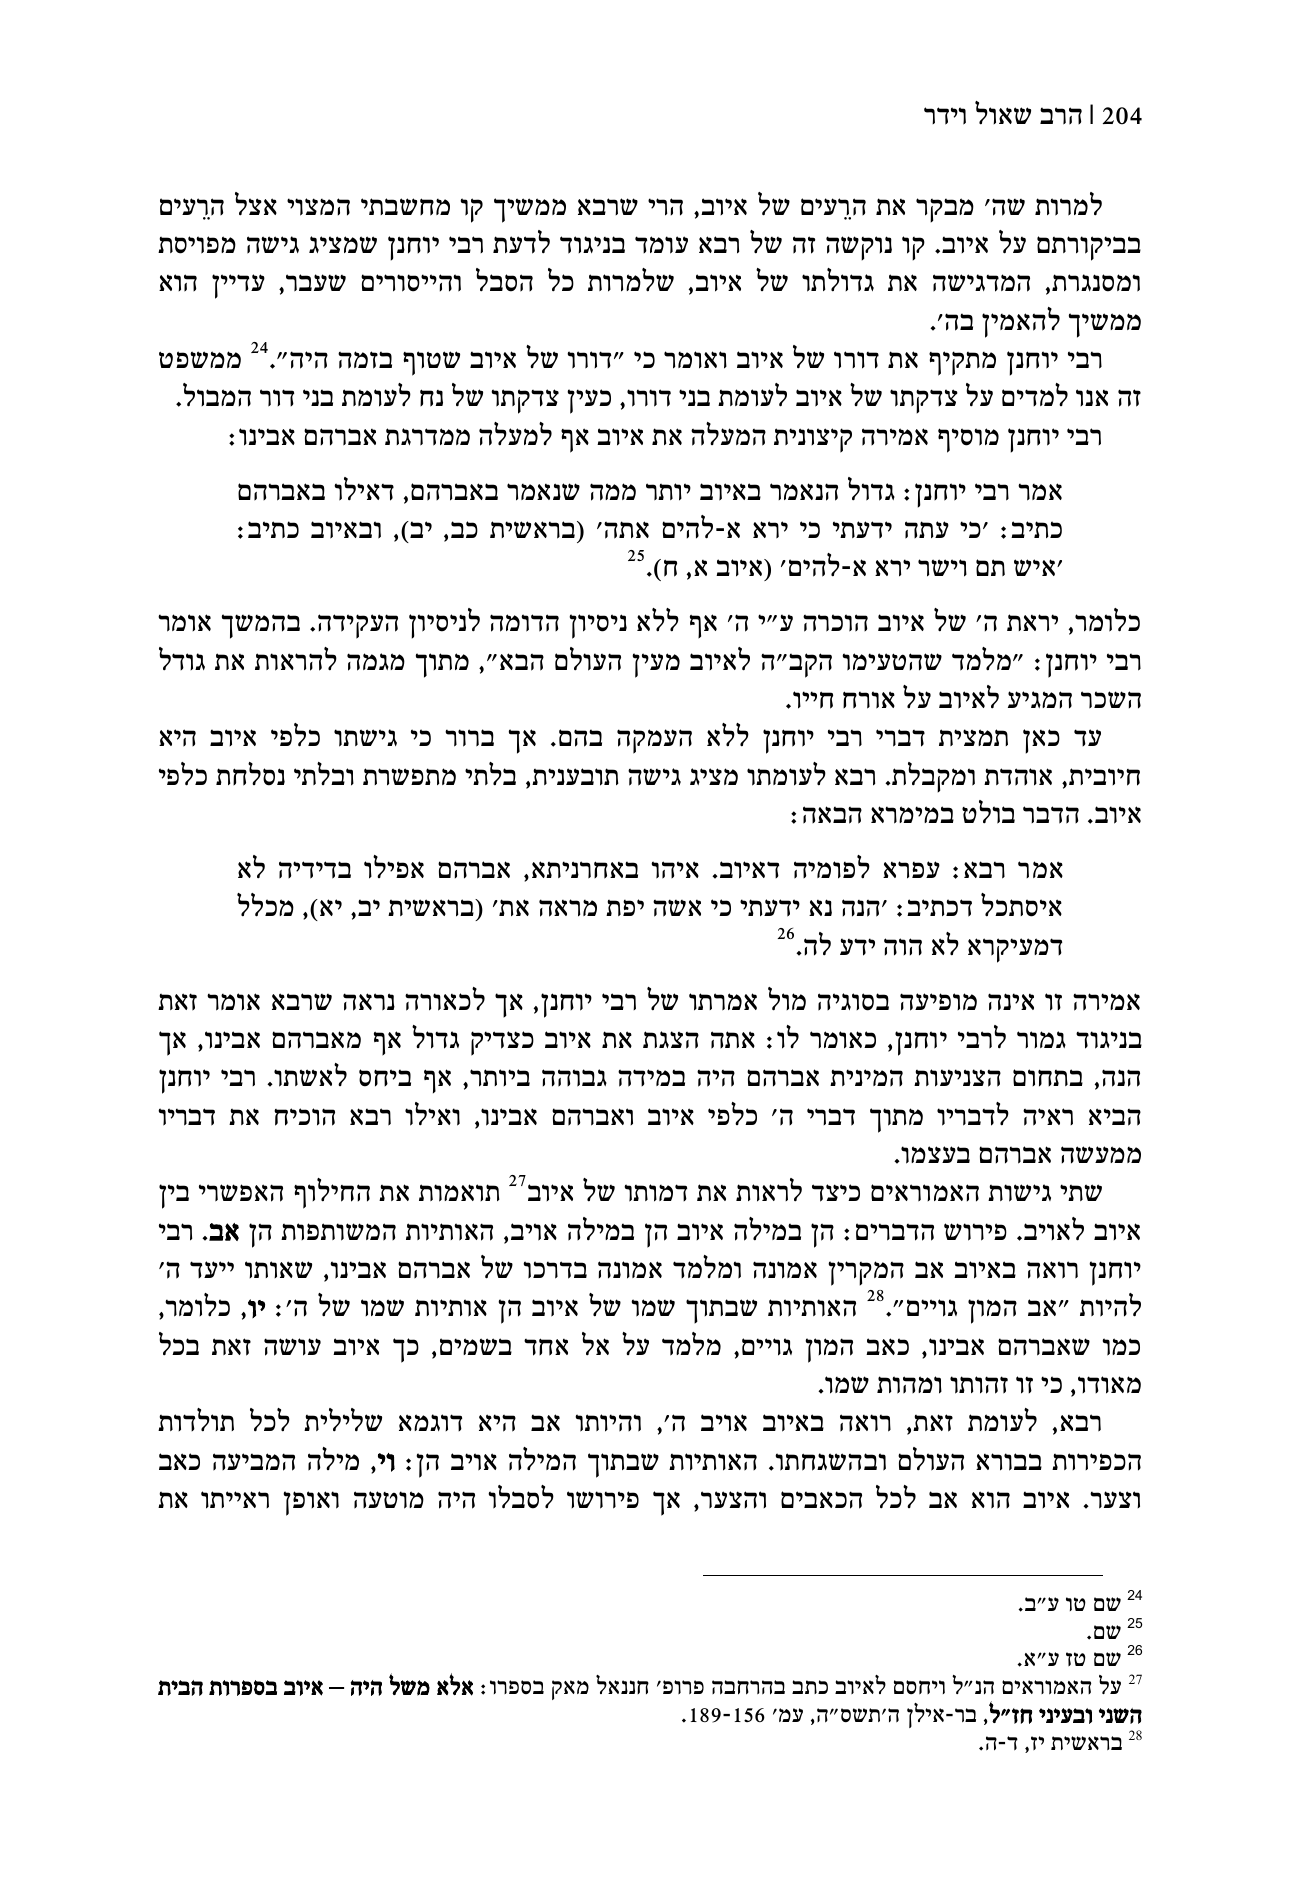 204 | הרב שאול וידר
למרות שה׳ מבקר את הרֵעים של איוב, הרי שרבא ממשיך קו מחשבתי המצוי אצל הרֵעים
בביקורתם על איוב. קו נוקשה זה של רבא עומד בניגוד לדעת רבי יוחנן שמציג גישה מפויסת
ומסנגרת, המדגישה את גדולתו של איוב, שלמרות כל הסבל והייסורים שעבר, עדיין הוא
ממשיך להאמין בה׳.
רבי יוחנן מתקיף את דורו של איוב ואומר כי ״דורו של איוב שטוף בזמה היה״.24 ממשפט
זה אנו למדים על צדקתו של איוב לעומת בני דורו, כעין צדקתו של נח לעומת בני דור המבול.
רבי יוחנן מוסיף אמירה קיצונית המעלה את איוב אף למעלה ממדרגת אברהם אבינו:
אמר רבי יוחנן: גדול הנאמר באיוב יותר ממה שנאמר באברהם, דאילו באברהם
כתיב: ׳כי עתה ידעתי כי ירא א-להים אתה׳ (בראשית כב, יב), ובאיוב כתיב:
׳איש תם וישר ירא א-להים׳ (איוב א, ח).25
כלומר, יראת ה׳ של איוב הוכרה ע״י ה׳ אף ללא ניסיון הדומה לניסיון העקידה. בהמשך אומר
רבי יוחנן: ״מלמד שהטעימו הקב״ה לאיוב מעין העולם הבא״, מתוך מגמה להראות את גודל
השכר המגיע לאיוב על אורח חייו.
עד כאן תמצית דברי רבי יוחנן ללא העמקה בהם. אך ברור כי גישתו כלפי איוב היא
חיובית, אוהדת ומקבלת. רבא לעומתו מציג גישה תובענית, בלתי מתפשרת ובלתי נסלחת כלפי
איוב. הדבר בולט במימרא הבאה:
אמר רבא: עפרא לפומיה דאיוב. איהו באחרניתא, אברהם אפילו בדידיה לא
איסתכל דכתיב: ׳הנה נא ידעתי כי אשה יפת מראה את׳ (בראשית יב, יא), מכלל
דמעיקרא לא הוה ידע לה.26
אמירה זו אינה מופיעה בסוגיה מול אמרתו של רבי יוחנן, אך לכאורה נראה שרבא אומר זאת
בניגוד גמור לרבי יוחנן, כאומר לו: אתה הצגת את איוב כצדיק גדול אף מאברהם אבינו, אך
הנה, בתחום הצניעות המינית אברהם היה במידה גבוהה ביותר, אף ביחס לאשתו. רבי יוחנן
הביא ראיה לדבריו מתוך דברי ה׳ כלפי איוב ואברהם אבינו, ואילו רבא הוכיח את דבריו
ממעשה אברהם בעצמו.
שתי גישות האמוראים כיצד לראות את דמותו של איוב27 תואמות את החילוף האפשרי בין
איוב לאויב. פירוש הדברים: הן במילה איוב הן במילה אויב, האותיות המשותפות הן אב. רבי
יוחנן רואה באיוב אב המקרין אמונה ומלמד אמונה בדרכו של אברהם אבינו, שאותו ייעד ה׳
להיות ״אב המון גויים״.28 האותיות שבתוך שמו של איוב הן אותיות שמו של ה׳: יו, כלומר,
כמו שאברהם אבינו, כאב המון גויים, מלמד על אל אחד בשמים, כך איוב עושה זאת בכל
מאודו, כי זו זהותו ומהות שמו.
רבא, לעומת זאת, רואה באיוב אויב ה׳, והיותו אב היא דוגמא שלילית לכל תולדות
הכפירות בבורא העולם ובהשגחתו. האותיות שבתוך המילה אויב הן: וי, מילה המביעה כאב
וצער. איוב הוא אב לכל הכאבים והצער, אך פירושו לסבלו היה מוטעה ואופן ראייתו את
24 שם טו ע״ב.
25 שם.
26 שם טז ע״א.
27 על האמוראים הנ״ל ויחסם לאיוב כתב בהרחבה פרופ׳ חננאל מאק בספרו: אלא משל היה – איוב בספרות הבית
השני ובעיני חז״ל, בר-אילן ה׳תשס״ה, עמ׳ 189-156.
28 בראשית יז, ד-ה.